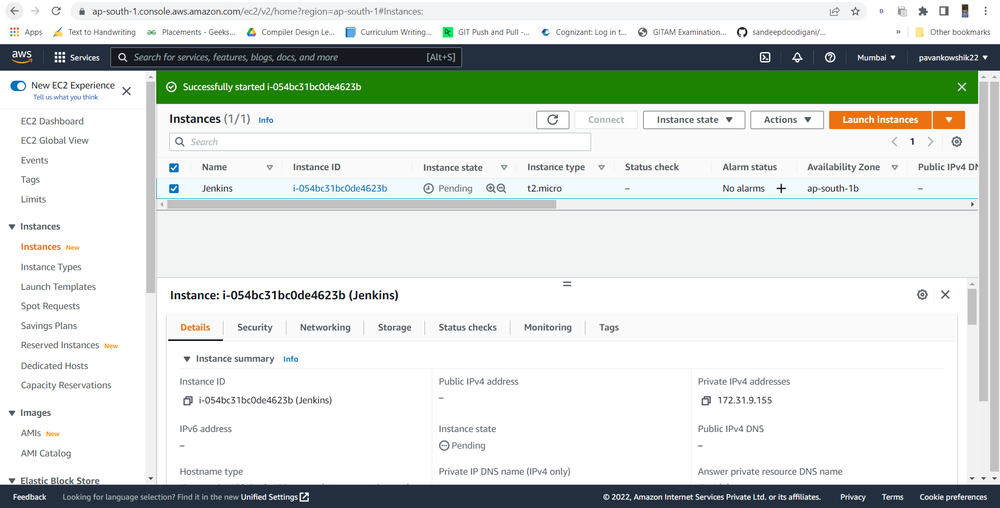 ap-south-1.console.aws.amazon.com/ec2/v2/home?region=ap-south-1#Instances:
B
Apps
Text to Handwriting
Placements - Geeks...
Compiler Design Le...
Curriculum Writing...
DC
GIT Push and Pull -...
Cognizant: Log in t...
GITAM Examination...
sandeepdoodigani/...
»
Other bookmarks
aws
Services
Search for services, features, blogs, docs, and more
[Alt+S]
Mumbai
pavankowshik22
New EC2 Experience
Tell us what you think
EC2 Dashboard
EC2 Global View
Events
Tags
Limits
Instances
Instances New
Instance Types
Launch Templates
Spot Requests
Savings Plans
Reserved Instances New
Dedicated Hosts
Capacity Reservations
Images
AMIs New
AMI Catalog
Elastic Block Store
Successfully started i-054bc31bc0de4623b
Instances (1/1) Info
Connect
Instance state
Actions
Launch instances
Search
1
Name
Instance ID
Instance state
Instance type
Status check
Alarm status
Availability Zone
Public IPv4 DN
Jenkins
i-054bc31bc0de4623b
Pending
t2.micro
–
No alarms
ap-south-1b
–
Instance: i-054bc31bc0de4623b (Jenkins)
Details
Security
Networking
Storage
Status checks
Monitoring
Tags
Instance summary Info
Instance ID
i-054bc31bc0de4623b (Jenkins)
Public IPv4 address
–
Private IPv4 addresses
172.31.9.155
IPv6 address
–
Instance state
Pending
Public IPv4 DNS
–
Hostname type
Private IP DNS name (IPv4 only)
Answer private resource DNS name
Feedback
Looking for language selection? Find it in the new Unified Settings
© 2022, Amazon Internet Services Private Ltd. or its affiliates.
Privacy
Terms
Cookie preferences